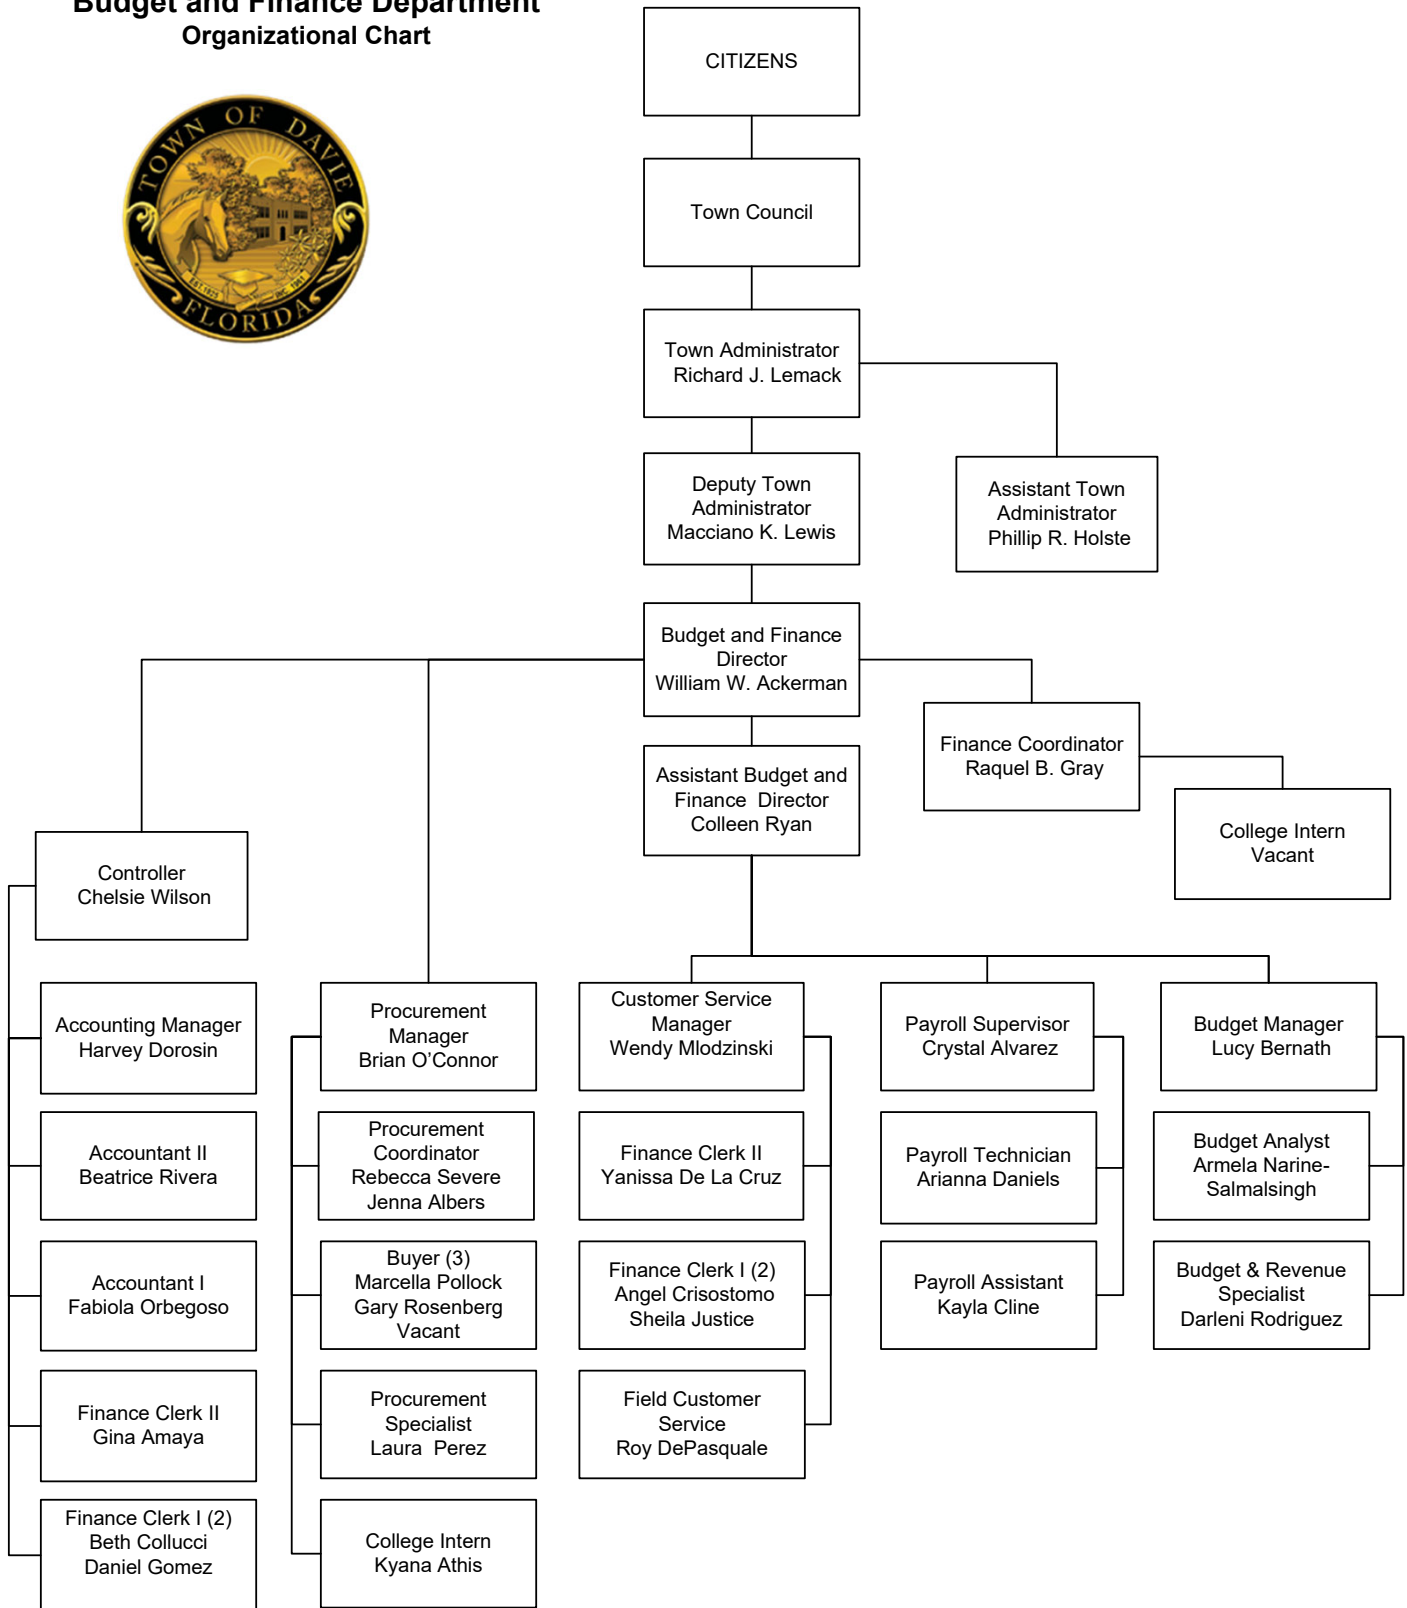 Budget and Finance Department
Organizational Chart
TOWN OF DAVIE
FLORIDA
CITIZENS
Town Council
Town Administrator
Richard J. Lemack
Deputy Town
Administrator
Macciano K. Lewis
Assistant Town
Administrator
Phillip R. Holste
Budget and Finance
Director
William W. Ackerman
Finance Coordinator
Raquel B. Gray
Assistant Budget and
Finance Director
Colleen Ryan
College Intern
Vacant
Controller
Chelsie Wilson
Accounting Manager
Harvey Dorosin
Accountant II
Beatrice Rivera
Accountant I
Fabiola Orbegoso
Finance Clerk II
Gina Amaya
Finance Clerk I (2)
Beth Collucci
Daniel Gomez
Procurement
Manager
Brian O’Connor
Procurement
Coordinator
Rebecca Severe
Jenna Albers
Buyer (3)
Marcella Pollock
Gary Rosenberg
Vacant
Procurement
Specialist
Laura Perez
College Intern
Kyana Athis
Customer Service
Manager
Wendy Mlodzinski
Finance Clerk II
Yanissa De La Cruz
Finance Clerk I (2)
Angel Crisostomo
Sheila Justice
Field Customer
Service
Roy DePasquale
Payroll Supervisor
Crystal Alvarez
Payroll Technician
Arianna Daniels
Payroll Assistant
Kayla Cline
Budget Manager
Lucy Bernath
Budget Analyst
Armela Narine-
Salmalsingh
Budget & Revenue
Specialist
Darleni Rodriguez